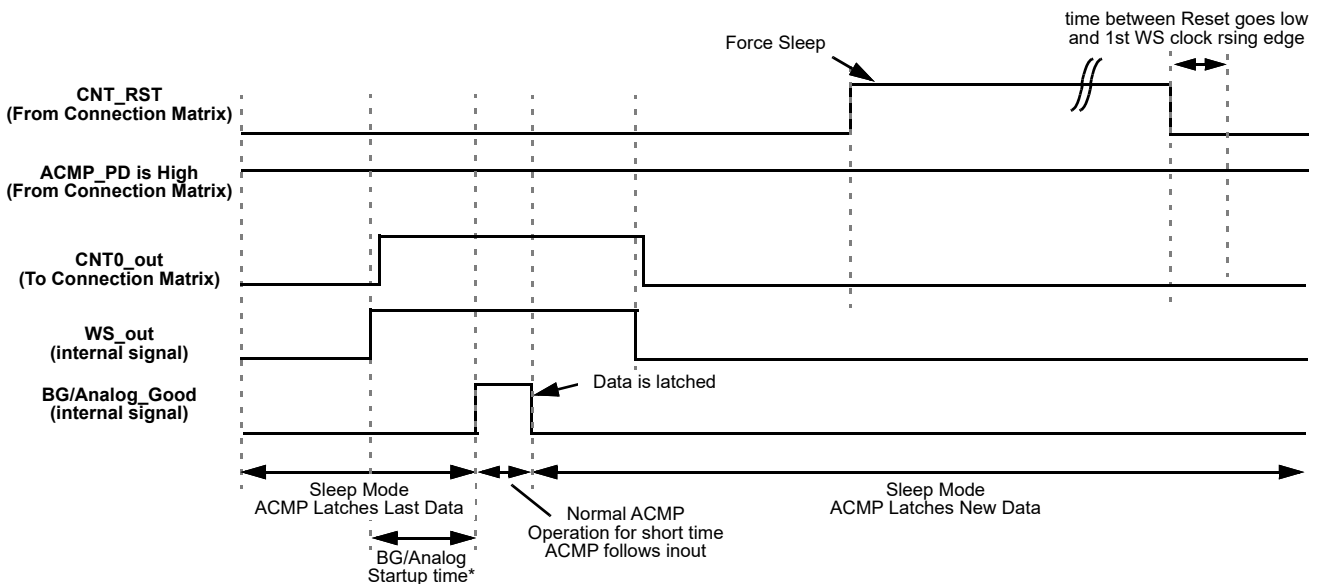 time between Reset goes low
and 1st WS clock rsing edge
Force Sleep
CNT_RST
(From Connection Matrix)
ACMP_PD is High
(From Connection Matrix)
CNT0_out
(To Connection Matrix)
WS_out
(internal signal)
BG/Analog_Good
(internal signal)
Data is latched
Sleep Mode
ACMP Latches Last Data
Normal ACMP
Operation for short time
ACMP follows inout
Sleep Mode
ACMP Latches New Data
BG/Analog
Startup time*